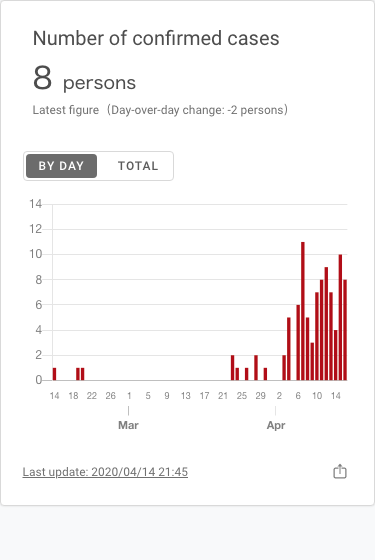 Number of confirmed cases
8 persons
Latest figure（Day-over-day change: -2 persons）
BY DAY TOTAL
14
12
10
8
6
4
2
0
14 18 22 26 1 5 9 13 17 21 25 29 2 6 10 14
Mar Apr
Last update: 2020/04/14 21:45